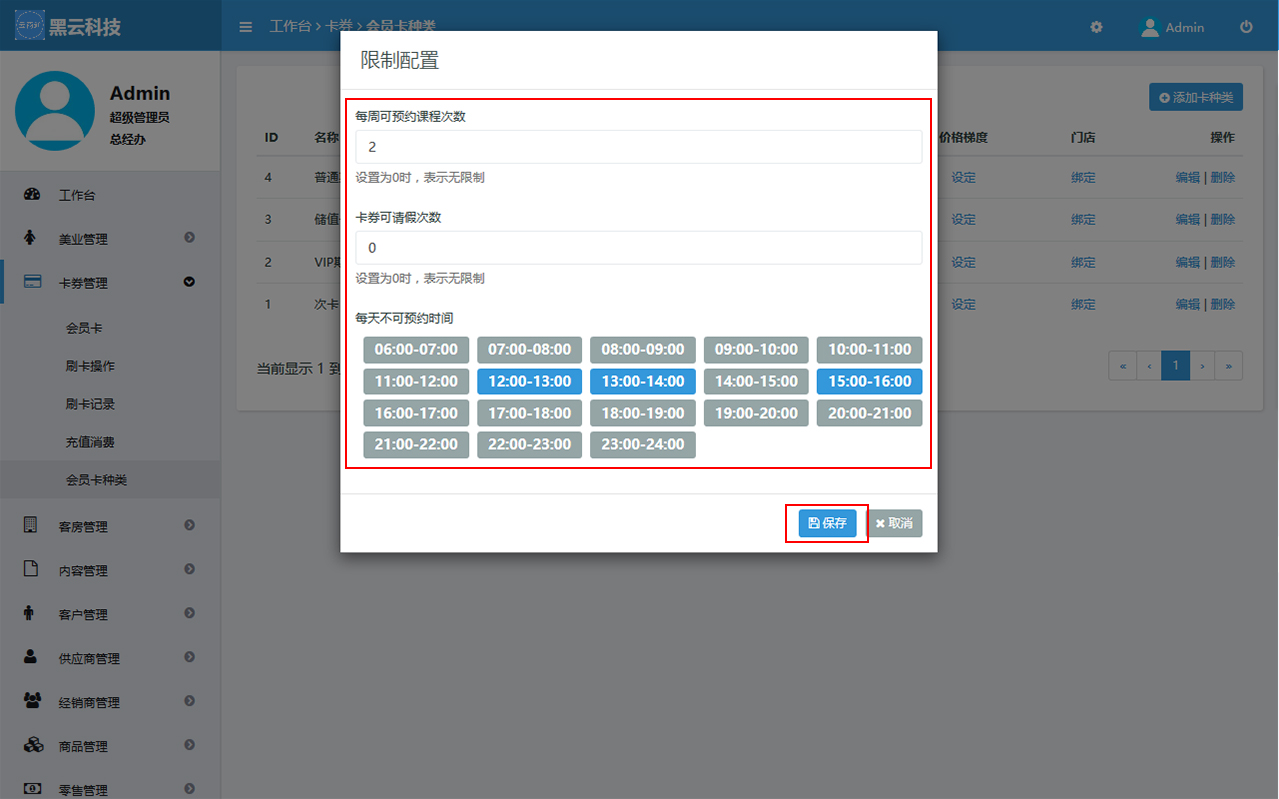 黑云科技
工作台 › 卡券 › 会员卡种类
Admin
Admin
超级管理员
总经办
工作台
美业管理
卡券管理
会员卡
刷卡操作
刷卡记录
充值消费
会员卡种类
客房管理
内容管理
客户管理
供应商管理
经销商管理
商品管理
零售管理
添加卡种类
ID 名称 价格梯度 门店 操作
4 普通 设定 绑定 编辑 | 删除
3 储值 设定 绑定 编辑 | 删除
2 VIP 设定 绑定 编辑 | 删除
1 次卡 设定 绑定 编辑 | 删除
当前显示 1 到
« ‹ 1 › »
限制配置
每周可预约课程次数
2
设置为0时，表示无限制
卡券可请假次数
0
设置为0时，表示无限制
每天不可预约时间
06:00-07:00 07:00-08:00 08:00-09:00 09:00-10:00 10:00-11:00
11:00-12:00 12:00-13:00 13:00-14:00 14:00-15:00 15:00-16:00
16:00-17:00 17:00-18:00 18:00-19:00 19:00-20:00 20:00-21:00
21:00-22:00 22:00-23:00 23:00-24:00
保存 取消